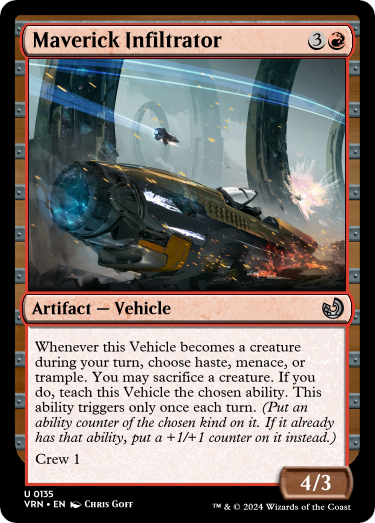 Maverick Infiltrator 3
Artifact — Vehicle
Whenever this Vehicle becomes a creature
during your turn, choose haste, menace, or
trample. You may sacrifice a creature. If you
do, teach this Vehicle the chosen ability. This
ability triggers only once each turn. (Put an
ability counter of the chosen kind on it. If it already
has that ability, put a +1/+1 counter on it instead.)
Crew 1
4/3
U 0135
VRN • EN Chris Goff
™ & © 2024 Wizards of the Coast